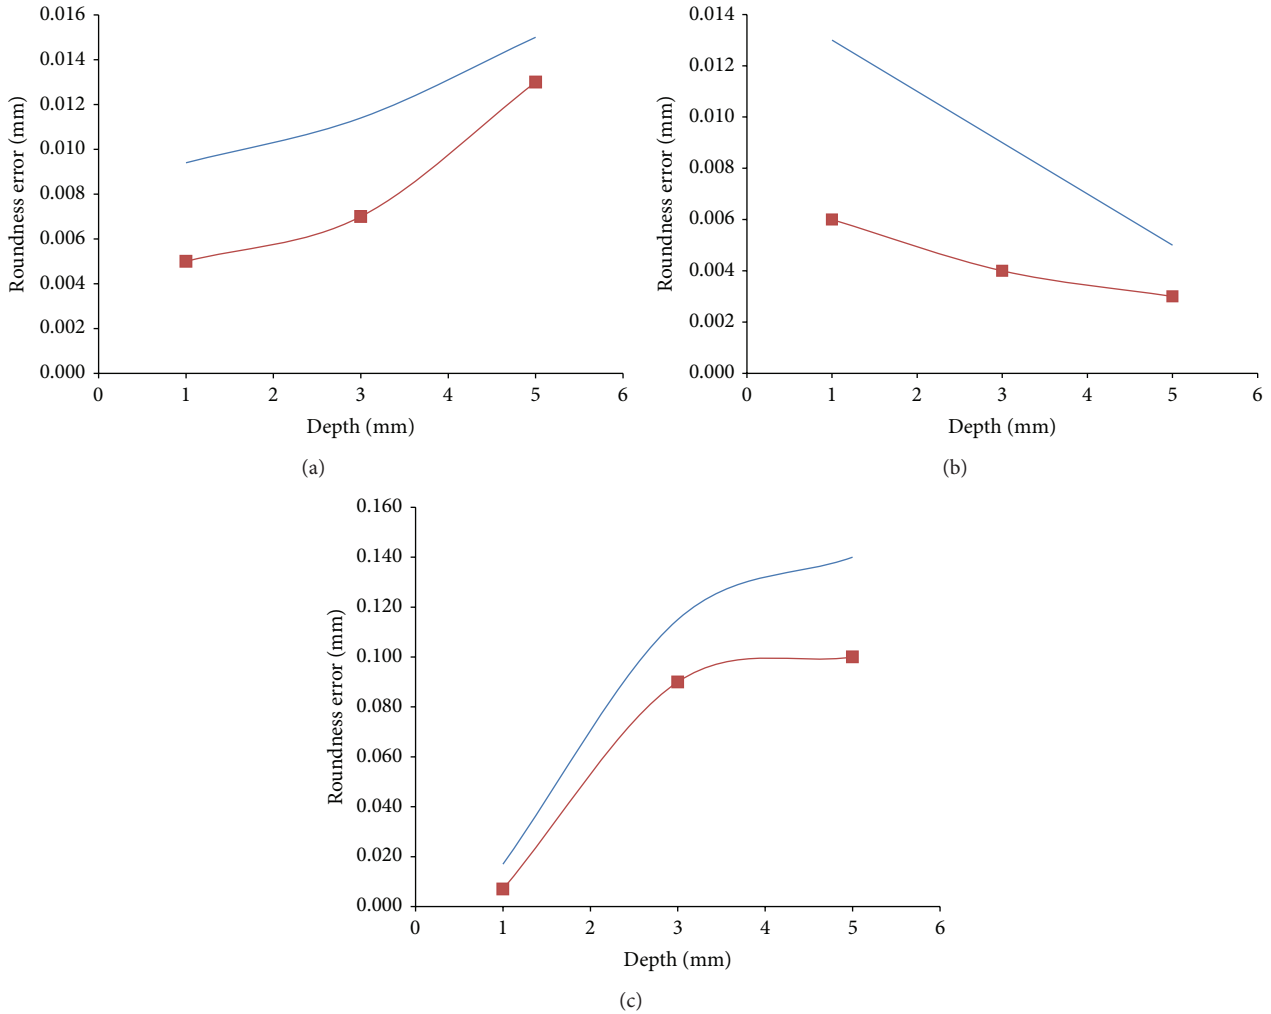 0.016
0.014
0.012
0.010
0.008
0.006
0.004
0.002
0.000
Roundness error (mm)
0 1 2 3 4 5 6
Depth (mm)
(a)
0.014
0.012
0.010
0.008
0.006
0.004
0.002
0.000
Roundness error (mm)
0 1 2 3 4 5 6
Depth (mm)
(b)
0.160
0.140
0.120
0.100
0.080
0.060
0.040
0.020
0.000
Roundness error (mm)
0 1 2 3 4 5 6
Depth (mm)
(c)